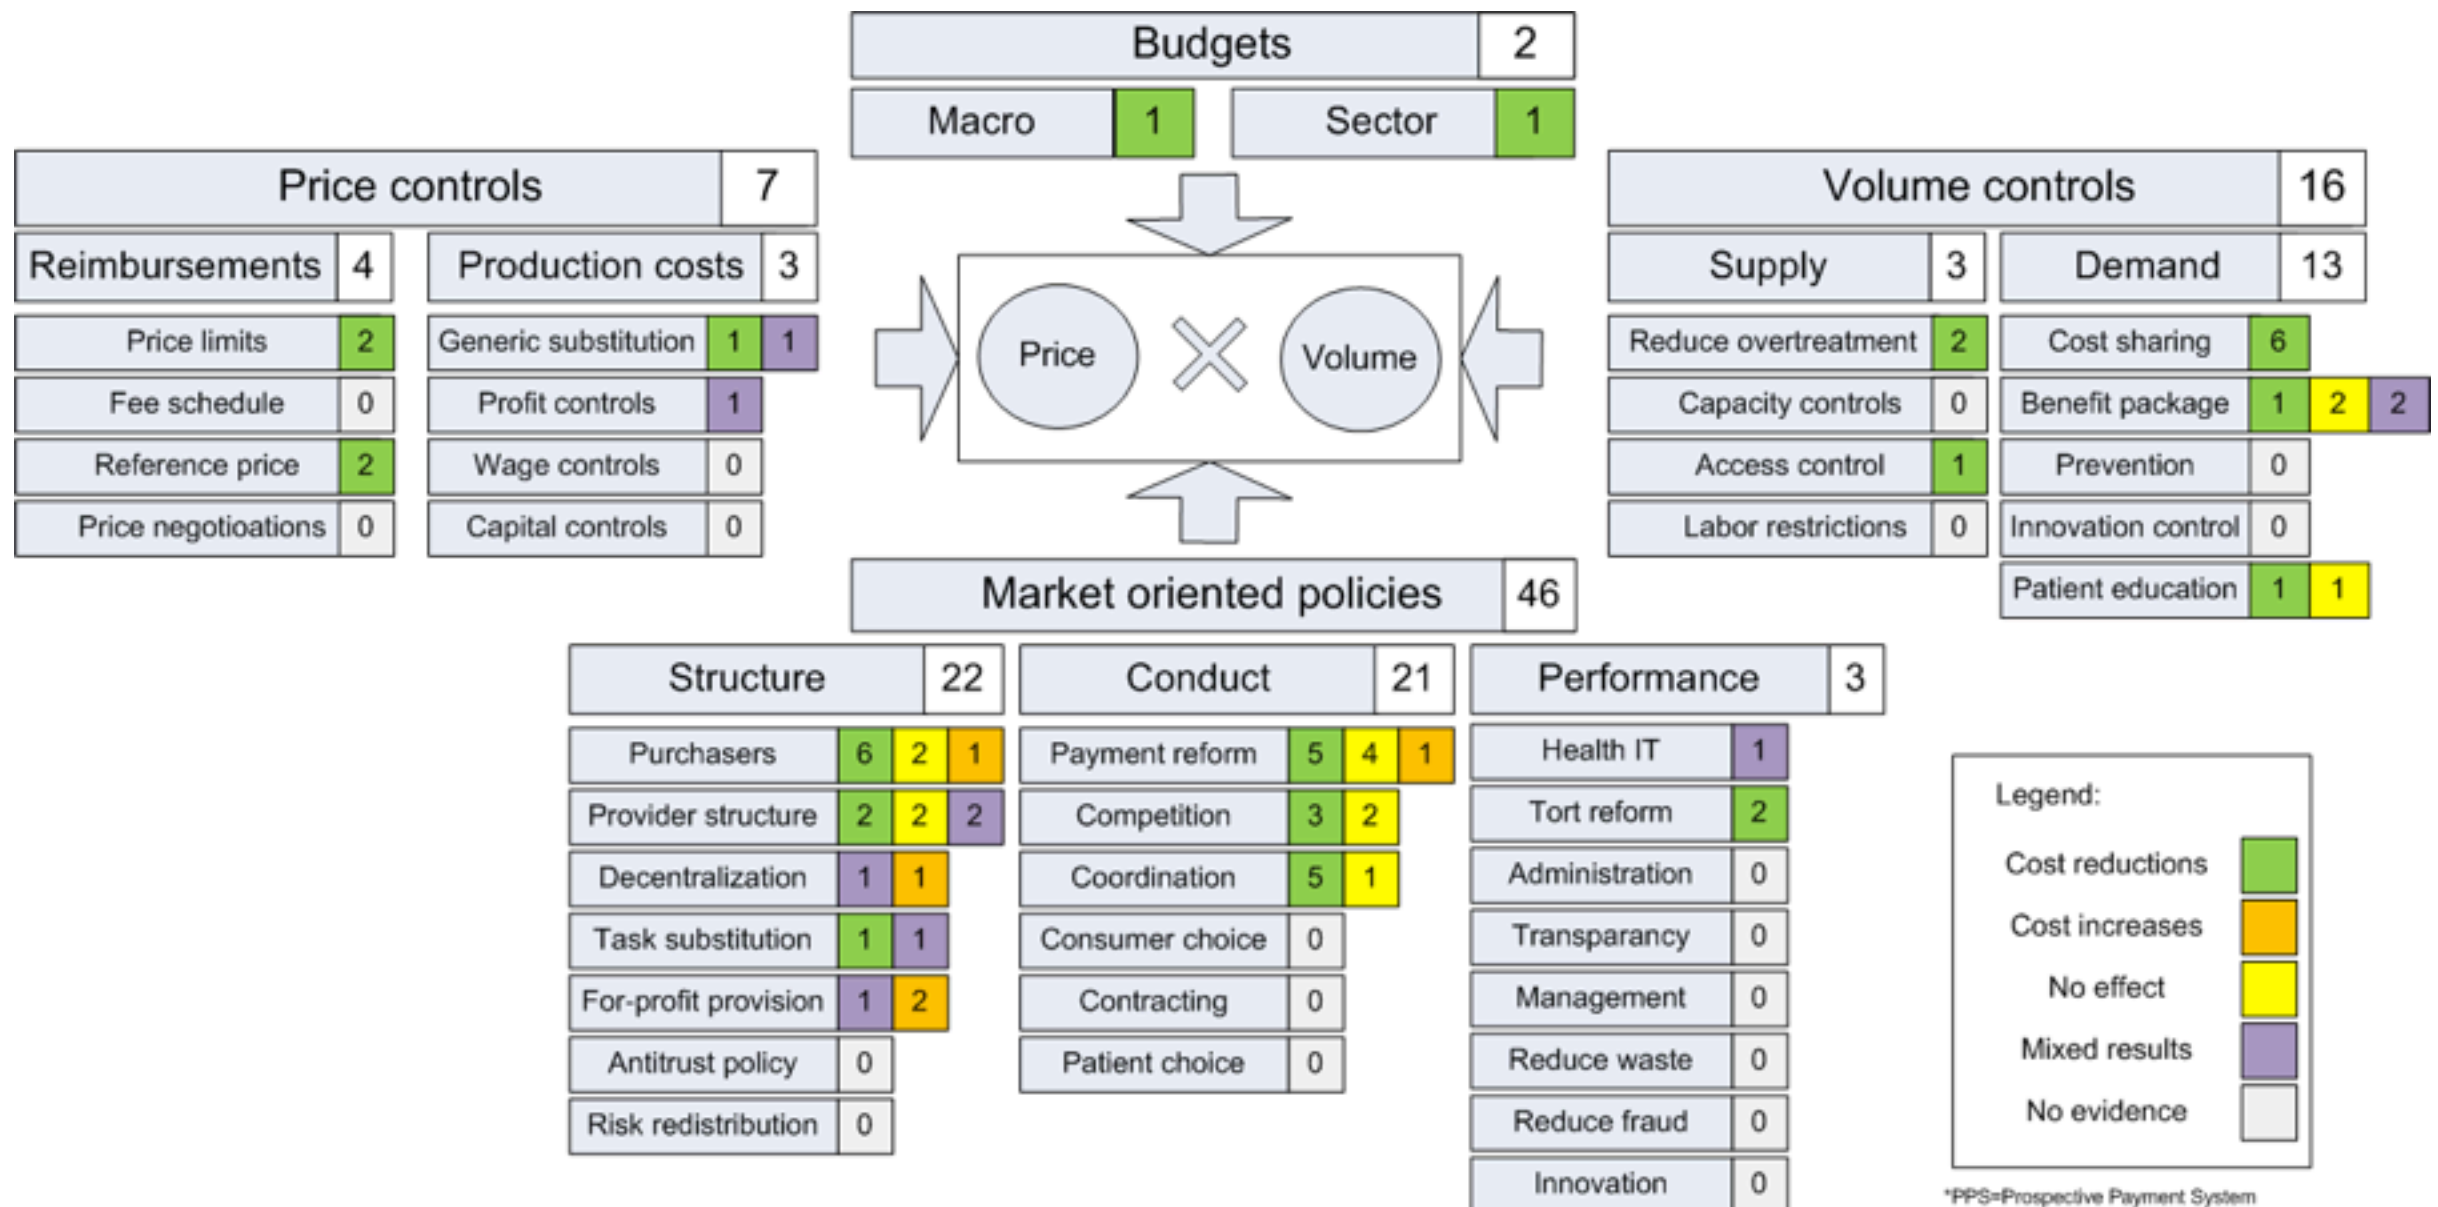 Budgets 2
Macro 1 Sector 1
Price controls 7
Reimbursements 4
Price limits 2
Fee schedule 0
Reference price 2
Price negotioations 0
Production costs 3
Generic substitution 1 1
Profit controls 1
Wage controls 0
Capital controls 0
Price
Volume
Volume controls 16
Supply 3
Reduce overtreatment 2
Capacity controls 0
Access control 1
Labor restrictions 0
Demand 13
Cost sharing 6
Benefit package 1 2 2
Prevention 0
Innovation control 0
Patient education 1 1
Market oriented policies 46
Structure 22
Purchasers 6 2 1
Provider structure 2 2 2
Decentralization 1 1
Task substitution 1 1
For-profit provision 1 2
Antitrust policy 0
Risk redistribution 0
Conduct 21
Payment reform 5 4 1
Competition 3 2
Coordination 5 1
Consumer choice 0
Contracting 0
Patient choice 0
Performance 3
Health IT 1
Tort reform 2
Administration 0
Transparancy 0
Management 0
Reduce waste 0
Reduce fraud 0
Innovation 0
Legend:
Cost reductions
Cost increases
No effect
Mixed results
No evidence
*PPS=Prospective Payment System